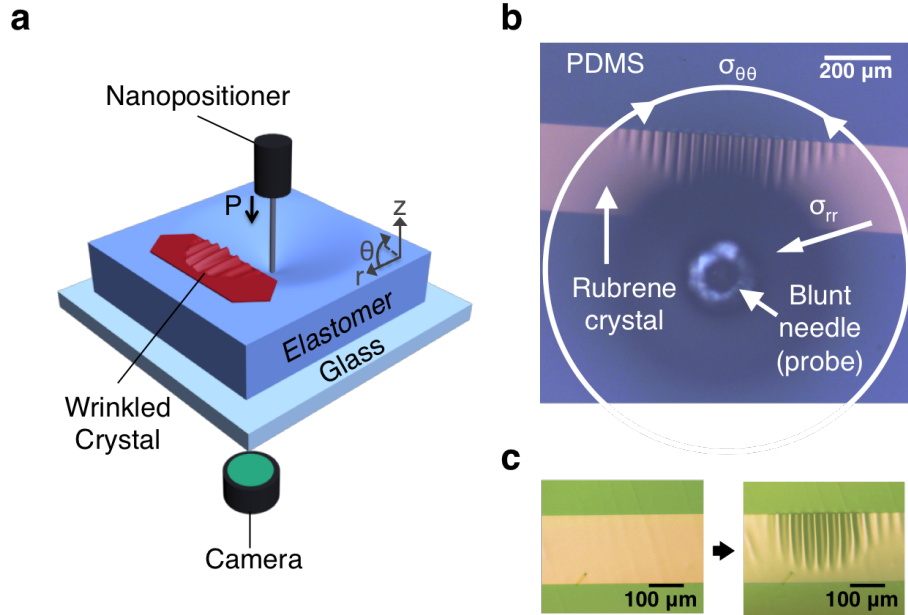 a
Nanopositioner
P
z
θ
r
Elastomer
Glass
Wrinkled
Crystal
Camera
b
PDMS
σθθ
200 µm
σrr
Rubrene
crystal
Blunt
needle
(probe)
c
100 µm
100 µm